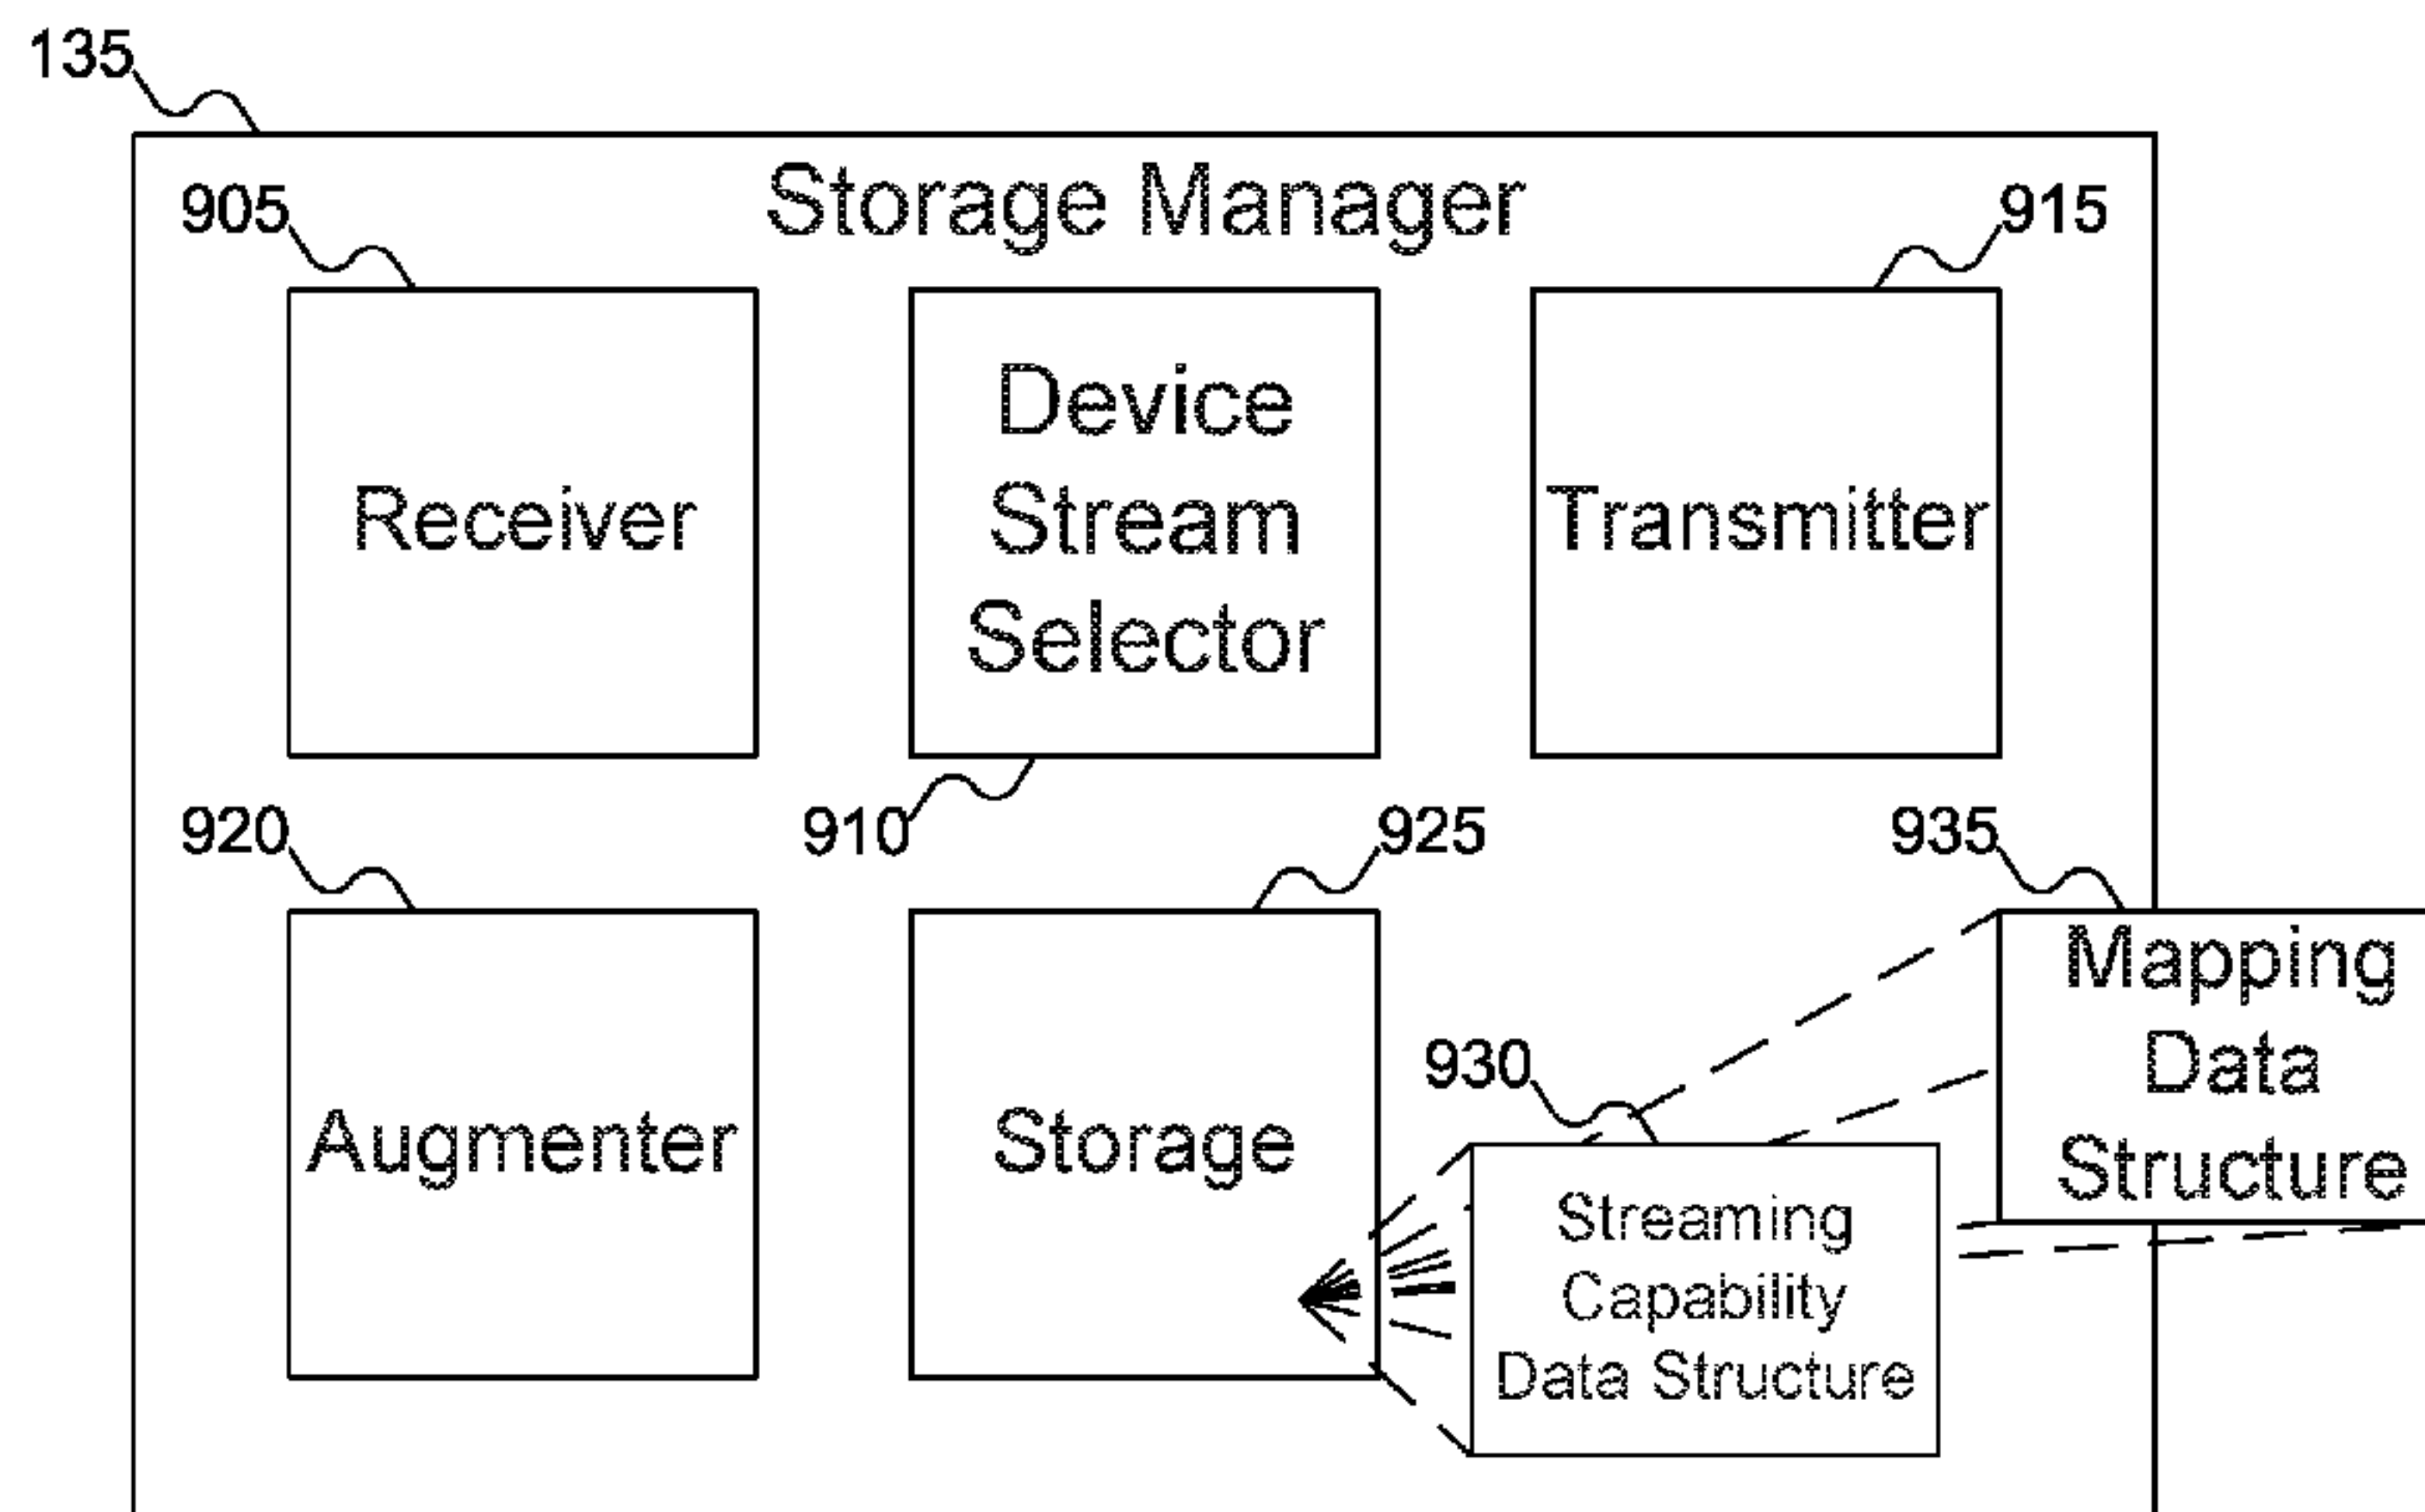 135
Storage Manager
905
915
Receiver
Device
Stream
Selector
Transmitter
910
920
925
935
Augmenter
Storage
Mapping
Data
Structure
930
Streaming
Capability
Data Structure